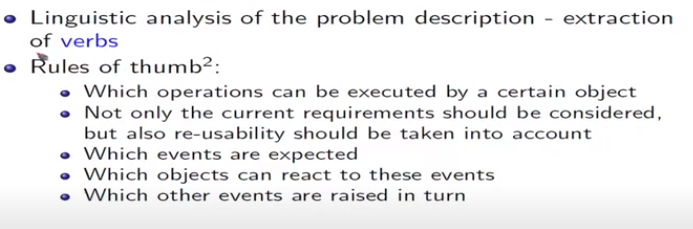 Linguistic analysis of the problem description - extraction
of verbs
Rules of thumb²:
Which operations can be executed by a certain object
Not only the current requirements should be considered,
but also re-usability should be taken into account
Which events are expected
Which objects can react to these events
Which other events are raised in turn